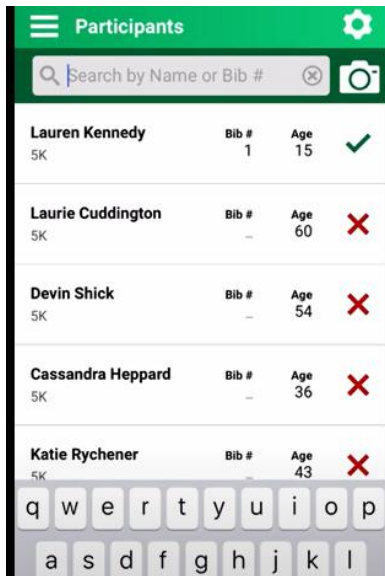 Participants
Search by Name or Bib #
Lauren Kennedy Bib # Age
5K 1 15
Laurie Cuddington Bib # Age
5K – 60
Devin Shick Bib # Age
5K – 54
Cassandra Heppard Bib # Age
5K – 36
Katie Rychener Bib # Age
5K – 43
q w e r t y u i o p
a s d f g h j k l